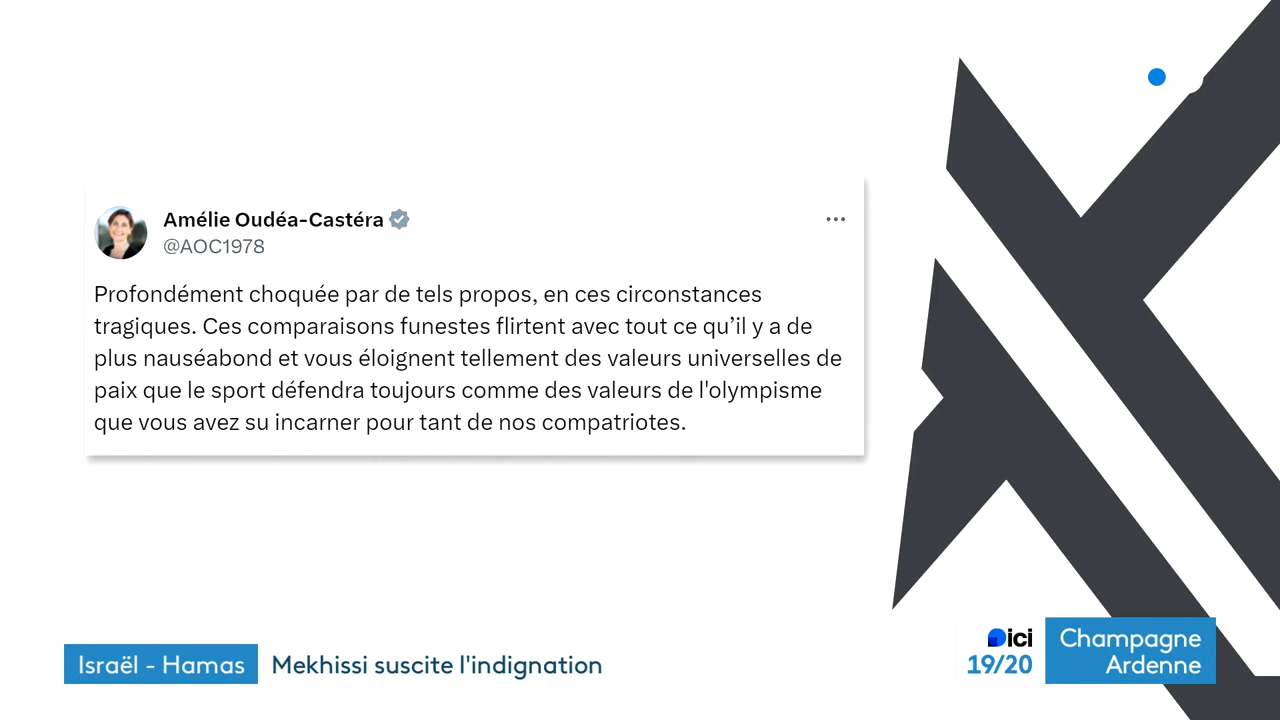 Amélie Oudéa-Castéra
@AOC1978
Profondément choquée par de tels propos, en ces circonstances
tragiques. Ces comparaisons funestes flirtent avec tout ce qu’il y a de
plus nauséabond et vous éloignent tellement des valeurs universelles de
paix que le sport défendra toujours comme des valeurs de l'olympisme
que vous avez su incarner pour tant de nos compatriotes.
Israël - Hamas
Mekhissi suscite l'indignation
ici
19/20
Champagne
Ardenne